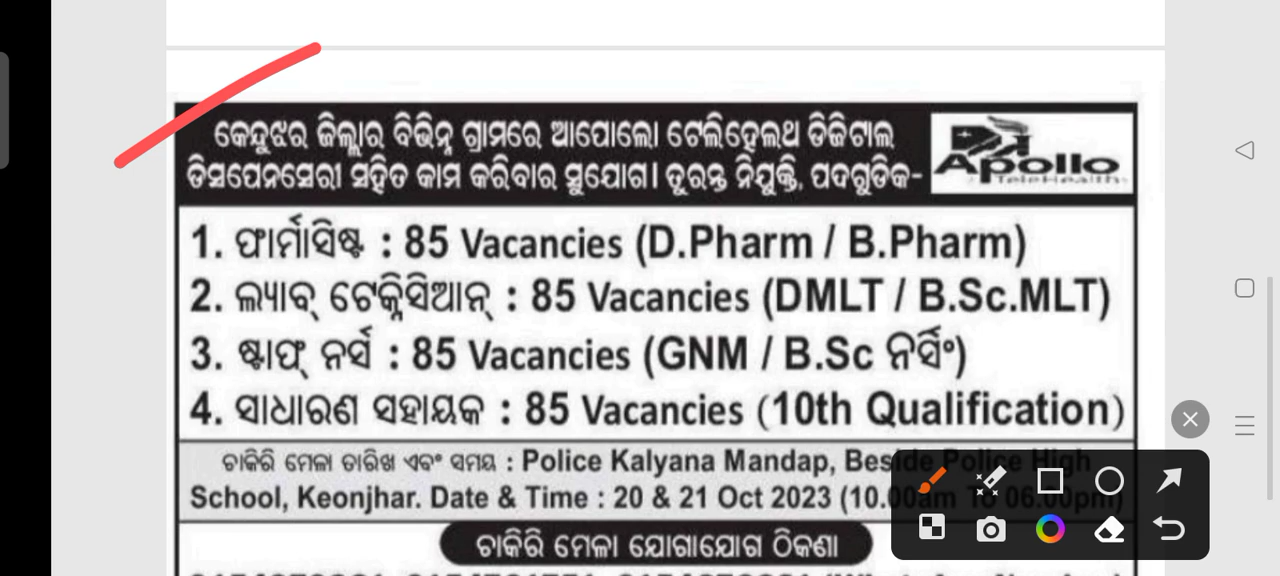 କେନ୍ଦୁଝର ଜିଲ୍ଲାର ବିଭିନ୍ନ ଗ୍ରାମରେ ଆପୋଲୋ ଟେଲିହେଲଥ ଡିଜିଟାଲ
ଡିସପେନସେରୀ ସହିତ କାମ କରିବାର ସୁଯୋଗ। ତୁରନ୍ତ ନିଯୁକ୍ତି, ପଦଗୁଡିକ-
Apollo
TeleHealth
1. ଫାର୍ମାସିଷ୍ଟ : 85 Vacancies (D.Pharm / B.Pharm)
2. ଲ୍ୟାବ୍ ଟେକ୍ନିସିଆନ୍ : 85 Vacancies (DMLT / B.Sc.MLT)
3. ଷ୍ଟାଫ୍ ନର୍ସ : 85 Vacancies (GNM / B.Sc ନର୍ସିଂ)
4. ସାଧାରଣ ସହାୟକ : 85 Vacancies (10th Qualification)
ଚାକିରି ମେଳା ତାରିଖ ଏବଂ ସମୟ : Police Kalyana Mandap, Beside Police High
School, Keonjhar. Date & Time : 20 & 21 Oct 2023 (10.00am To 06.00pm)
ଚାକିରି ମେଳା ଯୋଗାଯୋଗ ଠିକଣା